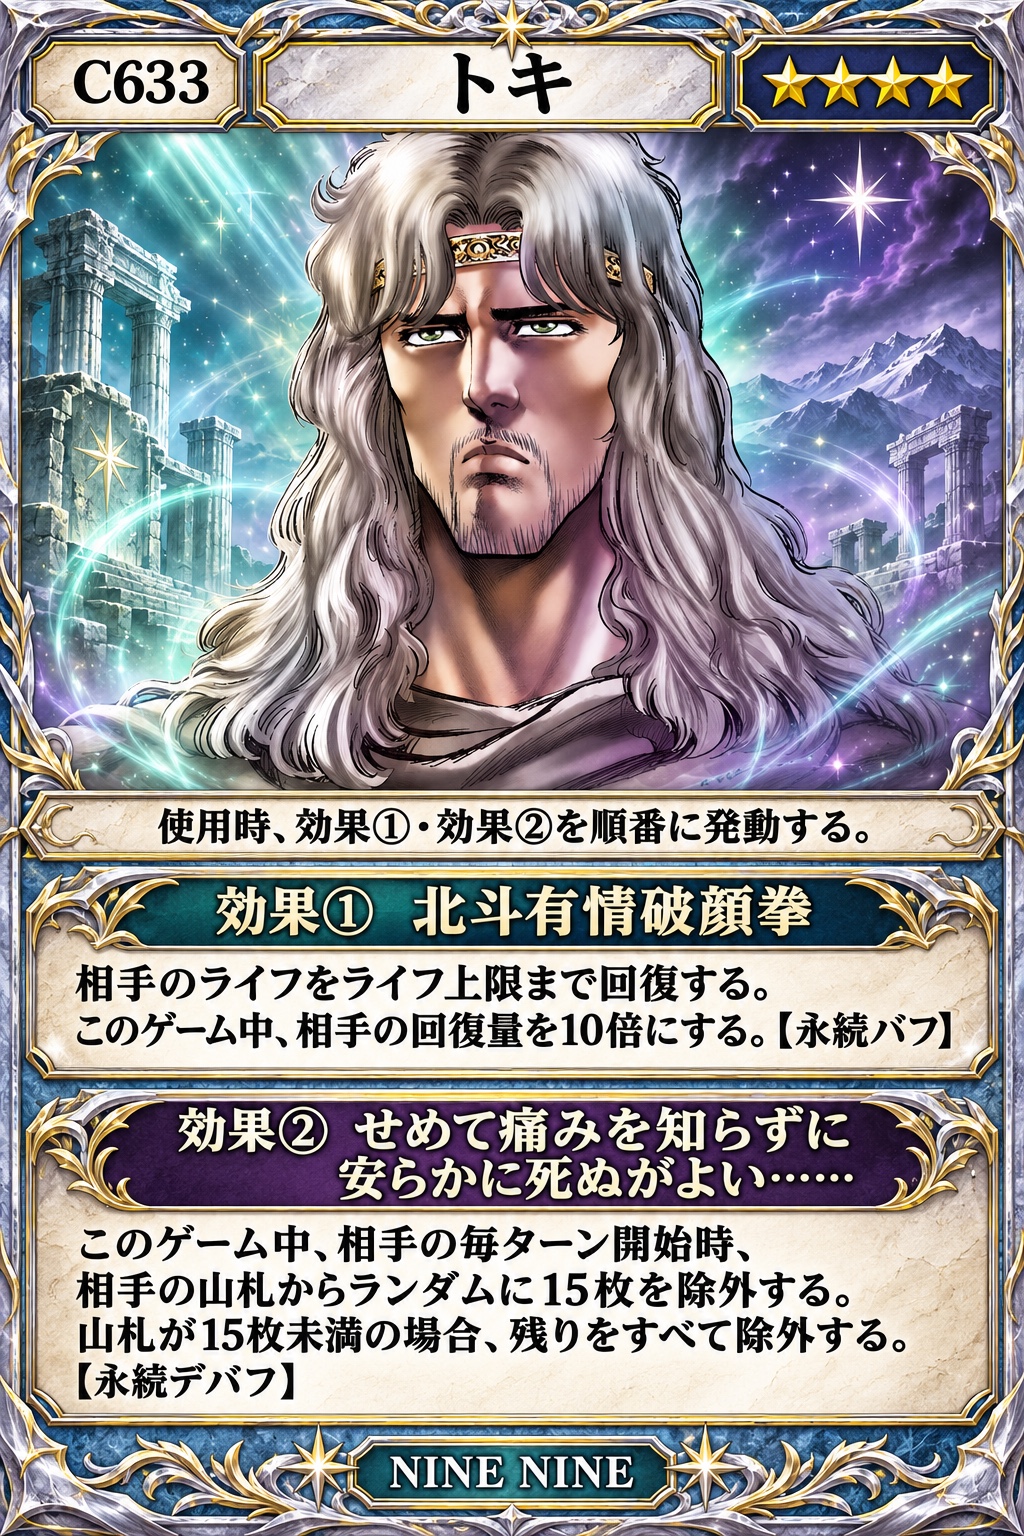 C633
トキ
使用時、効果①・効果②を順番に発動する。
効果① 北斗有情破顔拳
相手のライフをライフ上限まで回復する。
このゲーム中、相手の回復量を10倍にする。【永続バフ】
効果② せめて痛みを知らずに
安らかに死ぬがよい……
このゲーム中、相手の毎ターン開始時、
相手の山札からランダムに15枚を除外する。
山札が15枚未満の場合、残りをすべて除外する。
【永続デバフ】
NINE NINE